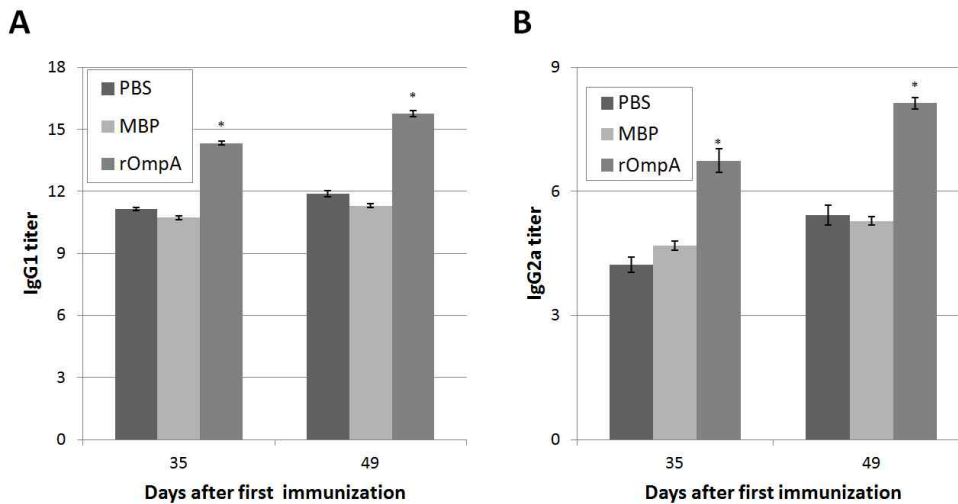 A
IgG1 titer
18
15
12
9
6
3
0
PBS
MBP
rOmpA
*
*
35
49
Days after first immunization
B
IgG2a titer
9
6
3
0
PBS
MBP
rOmpA
*
*
35
49
Days after first immunization